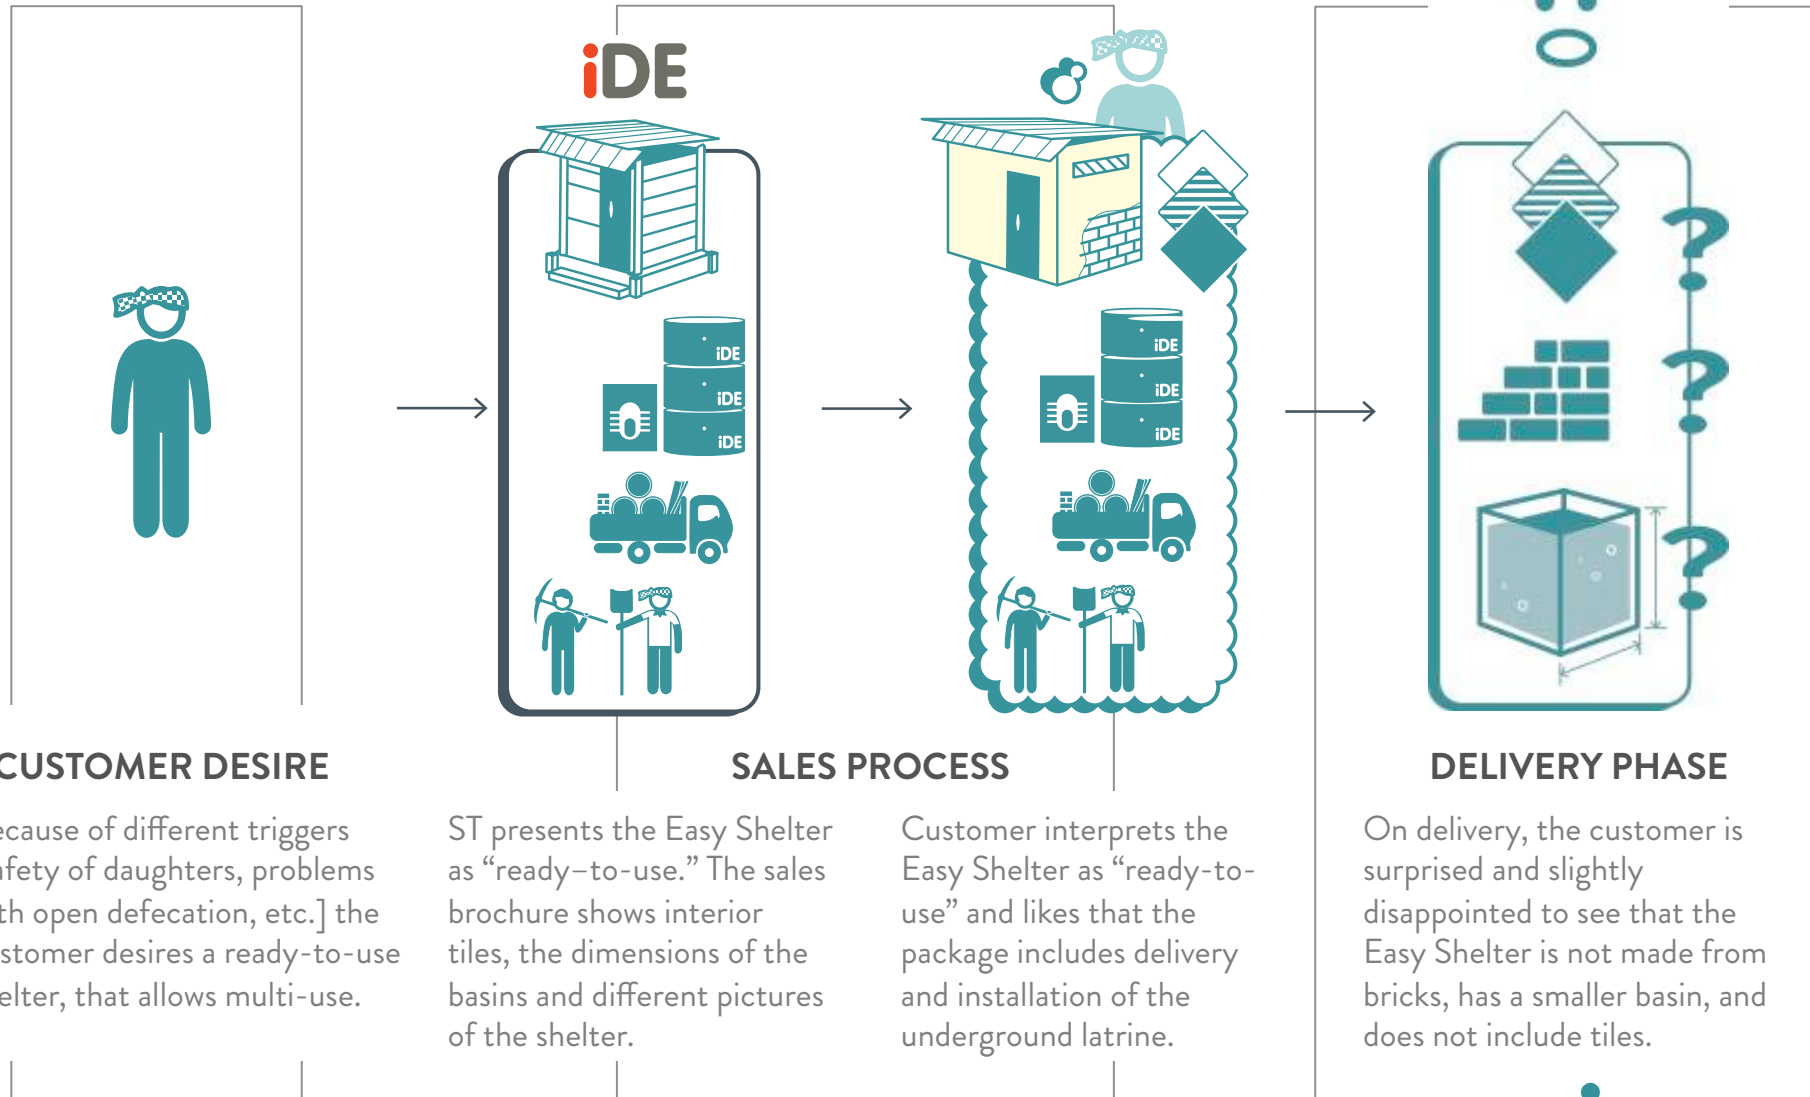 iDE
iDE
iDE
iDE
iDE
iDE
iDE
?
?
?
CUSTOMER DESIRE
ecause of different triggers
afety of daughters, problems
th open defecation, etc.] the
stomer desires a ready-to-use
elter, that allows multi-use.
SALES PROCESS
ST presents the Easy Shelter
as “ready–to-use.” The sales
brochure shows interior
tiles, the dimensions of the
basins and different pictures
of the shelter.
Customer interprets the
Easy Shelter as “ready-to-
use” and likes that the
package includes delivery
and installation of the
underground latrine.
DELIVERY PHASE
On delivery, the customer is
surprised and slightly
disappointed to see that the
Easy Shelter is not made from
bricks, has a smaller basin, and
does not include tiles.